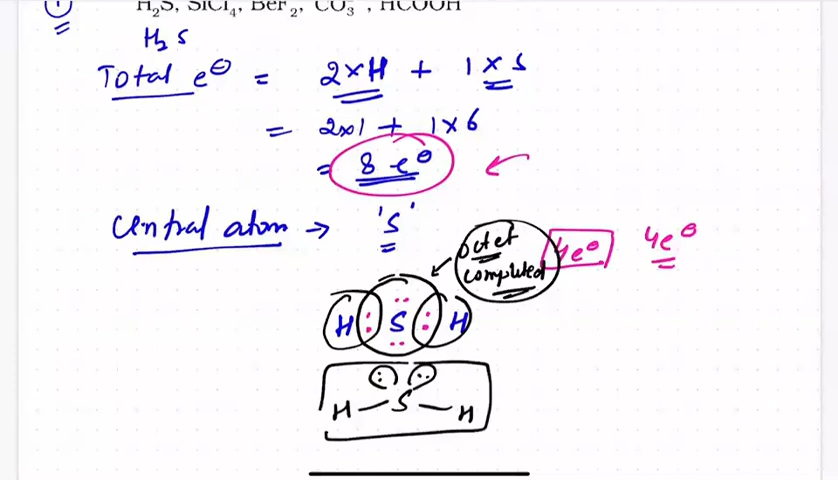 ① H₂S, SiCl₄, BeF₂, CO₃ , HCOOH
H₂S
Total e⊖ = 2×H + 1×S
= 2×1 + 1×6
= 8 e⊖
Central atom → 'S'
octet completed 4e⊖ 4e⊖
H : S : H
H — S — H